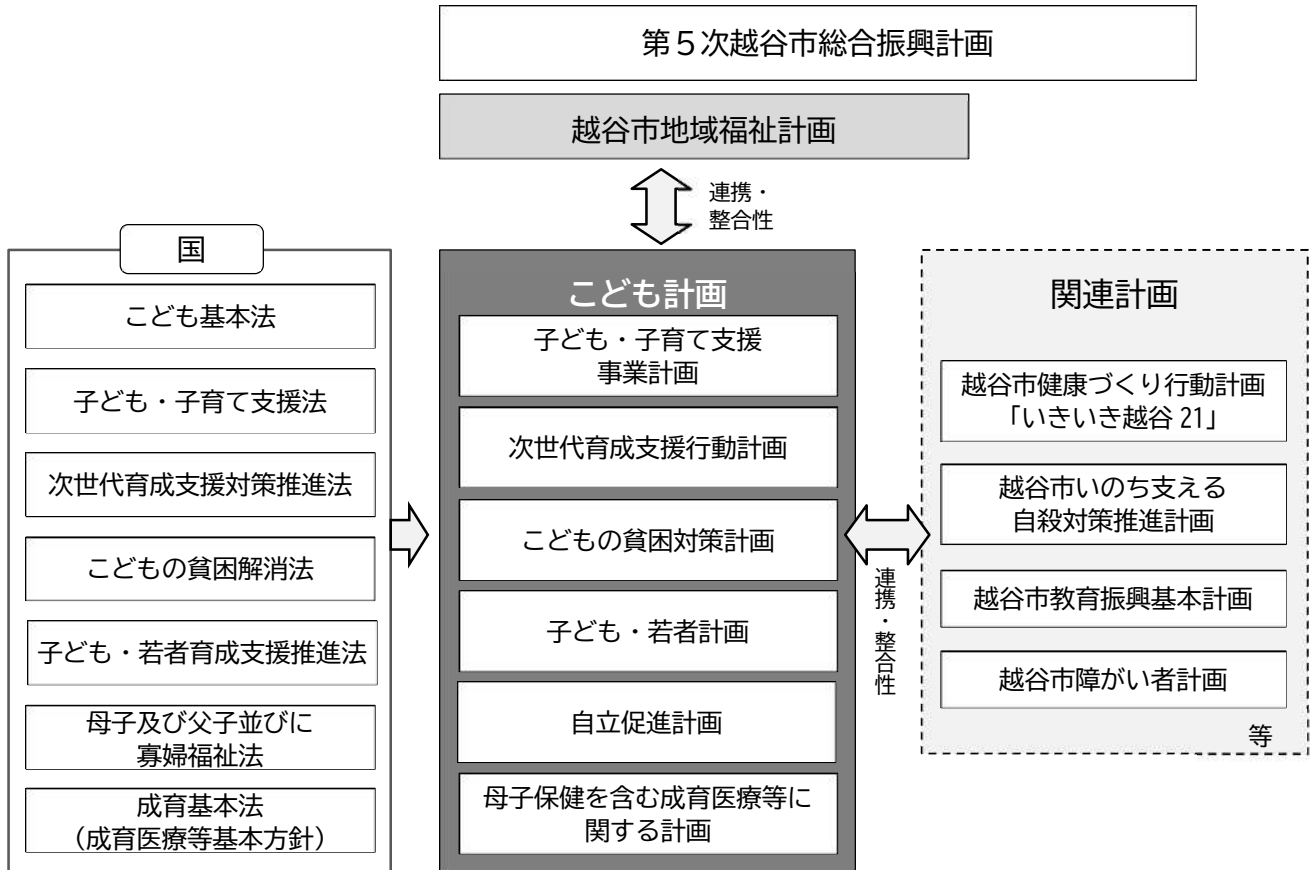 第５次越谷市総合振興計画
越谷市地域福祉計画
連携・
整合性
国
こども基本法
子ども・子育て支援法
次世代育成支援対策推進法
こどもの貧困解消法
子ども・若者育成支援推進法
母子及び父子並びに
寡婦福祉法
成育基本法
（成育医療等基本方針）
こども計画
子ども・子育て支援
事業計画
次世代育成支援行動計画
こどもの貧困対策計画
子ども・若者計画
自立促進計画
母子保健を含む成育医療等に
関する計画
連携・整合性
関連計画
越谷市健康づくり行動計画
「いきいき越谷 21」
越谷市いのち支える
自殺対策推進計画
越谷市教育振興基本計画
越谷市障がい者計画
等